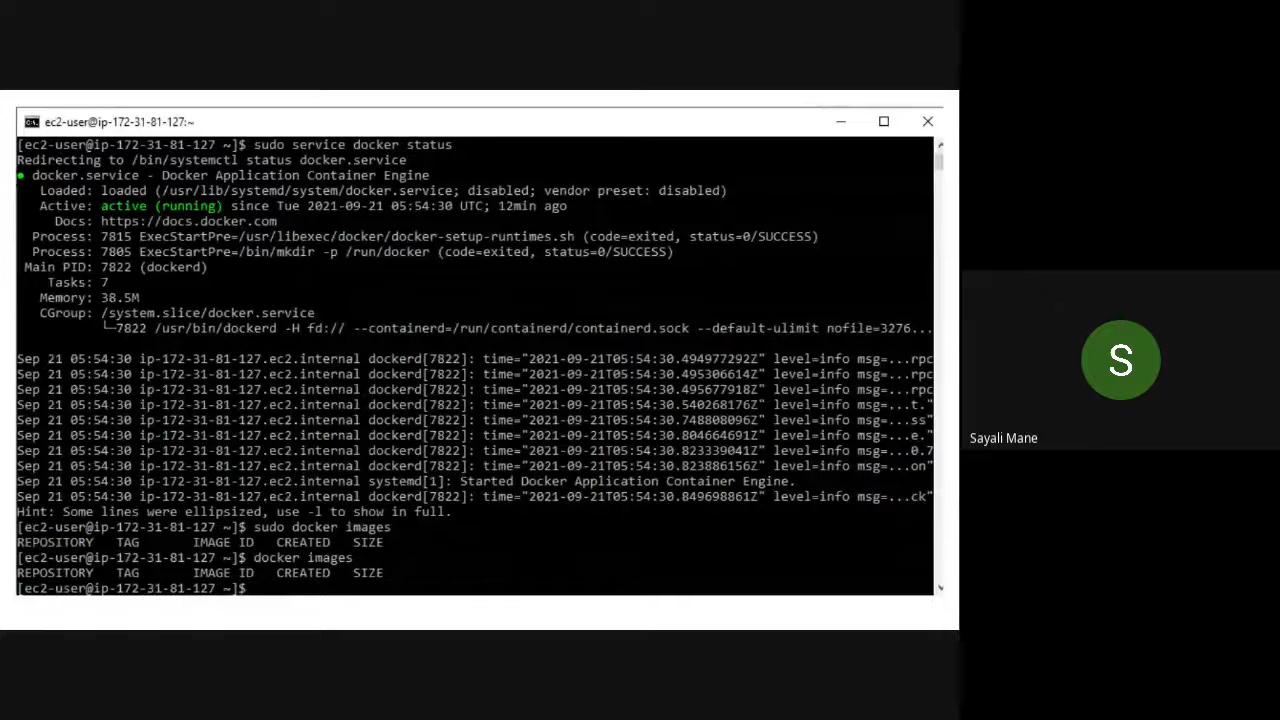 ec2-user@ip-172-31-81-127:~
[ec2-user@ip-172-31-81-127 ~]$ sudo service docker status
Redirecting to /bin/systemctl status docker.service
● docker.service - Docker Application Container Engine
Loaded: loaded (/usr/lib/systemd/system/docker.service; disabled; vendor preset: disabled)
Active: active (running) since Tue 2021-09-21 05:54:30 UTC; 12min ago
Docs: https://docs.docker.com
Process: 7815 ExecStartPre=/usr/libexec/docker/docker-setup-runtimes.sh (code=exited, status=0/SUCCESS)
Process: 7805 ExecStartPre=/bin/mkdir -p /run/docker (code=exited, status=0/SUCCESS)
Main PID: 7822 (dockerd)
Tasks: 7
Memory: 38.5M
CGroup: /system.slice/docker.service
└─7822 /usr/bin/dockerd -H fd:// --containerd=/run/containerd/containerd.sock --default-ulimit nofile=3276...
Sep 21 05:54:30 ip-172-31-81-127.ec2.internal dockerd[7822]: time="2021-09-21T05:54:30.494977292Z" level=info msg=...rpc
Sep 21 05:54:30 ip-172-31-81-127.ec2.internal dockerd[7822]: time="2021-09-21T05:54:30.495306614Z" level=info msg=...rpc
Sep 21 05:54:30 ip-172-31-81-127.ec2.internal dockerd[7822]: time="2021-09-21T05:54:30.495677918Z" level=info msg=...rpc
Sep 21 05:54:30 ip-172-31-81-127.ec2.internal dockerd[7822]: time="2021-09-21T05:54:30.540268176Z" level=info msg=...t."
Sep 21 05:54:30 ip-172-31-81-127.ec2.internal dockerd[7822]: time="2021-09-21T05:54:30.748808096Z" level=info msg=...ss"
Sep 21 05:54:30 ip-172-31-81-127.ec2.internal dockerd[7822]: time="2021-09-21T05:54:30.804664691Z" level=info msg=...e."
Sep 21 05:54:30 ip-172-31-81-127.ec2.internal dockerd[7822]: time="2021-09-21T05:54:30.823339041Z" level=info msg=...0.7
Sep 21 05:54:30 ip-172-31-81-127.ec2.internal dockerd[7822]: time="2021-09-21T05:54:30.823886156Z" level=info msg=...on"
Sep 21 05:54:30 ip-172-31-81-127.ec2.internal systemd[1]: Started Docker Application Container Engine.
Sep 21 05:54:30 ip-172-31-81-127.ec2.internal dockerd[7822]: time="2021-09-21T05:54:30.849698861Z" level=info msg=...ck"
Hint: Some lines were ellipsized, use -l to show in full.
[ec2-user@ip-172-31-81-127 ~]$ sudo docker images
REPOSITORY TAG IMAGE ID CREATED SIZE
[ec2-user@ip-172-31-81-127 ~]$ docker images
REPOSITORY TAG IMAGE ID CREATED SIZE
[ec2-user@ip-172-31-81-127 ~]$
S
Sayali Mane